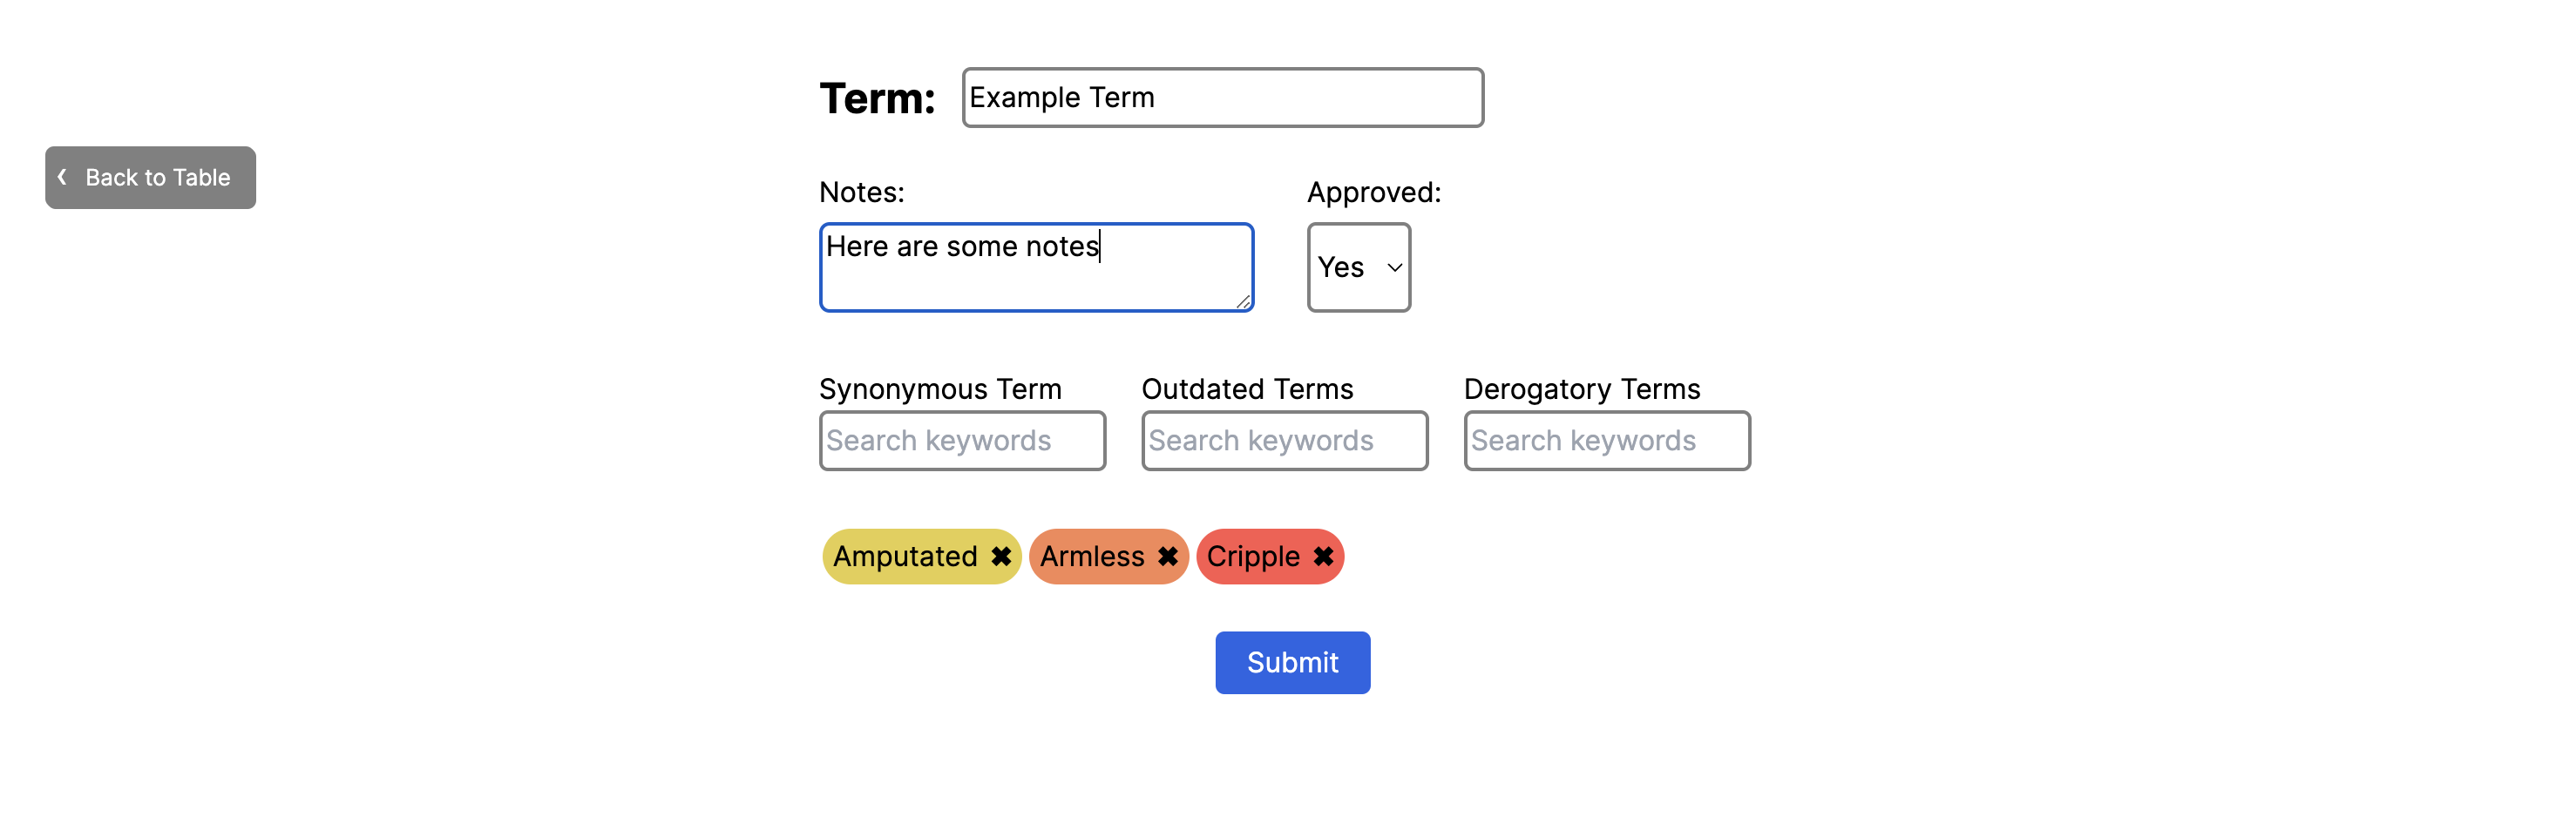 Term: Example Term
‹ Back to Table
Notes: Approved:
Here are some notes
Yes
Synonymous Term Outdated Terms Derogatory Terms
Search keywords Search keywords Search keywords
Amputated ✖ Armless ✖ Cripple ✖
Submit